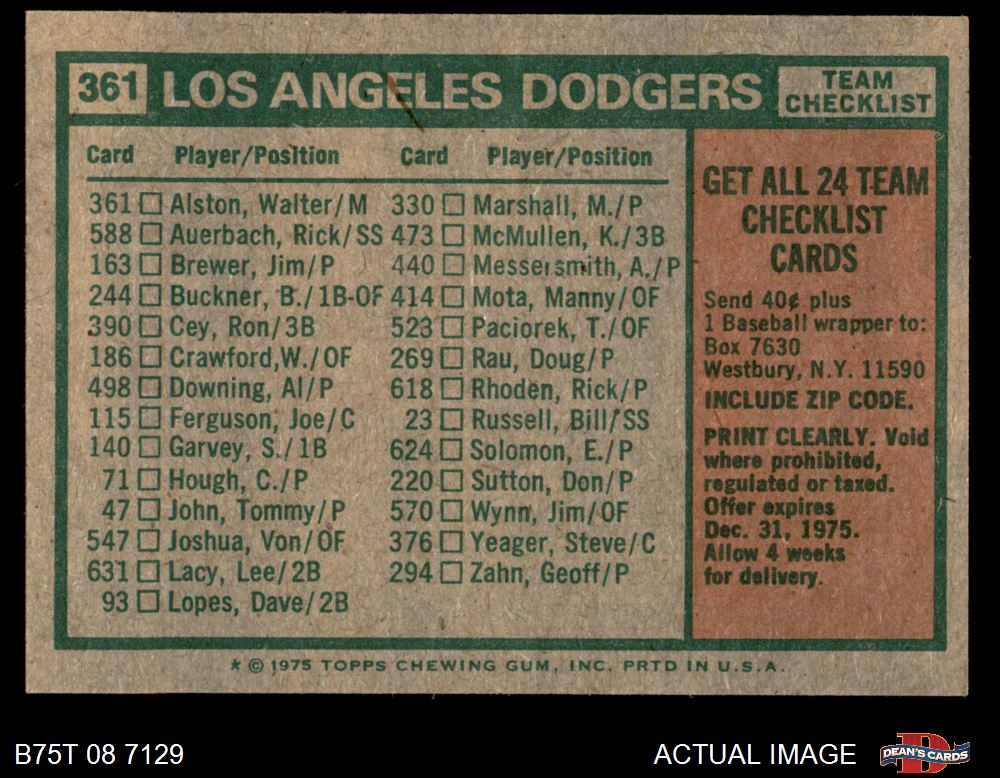 361 LOS ANGELES DODGERS TEAM CHECKLIST
Card Player/Position
361 Alston, Walter/M
588 Auerbach, Rick/SS
163 Brewer, Jim/P
244 Buckner, B./1B-OF
390 Cey, Ron/3B
186 Crawford,W./OF
498 Downing, Al/P
115 Ferguson, Joe/C
140 Garvey, S./1B
71 Hough, C./P
47 John, Tommy/P
547 Joshua, Von/OF
631 Lacy, Lee/2B
93 Lopes, Dave/2B
Card Player/Position
330 Marshall, M./P
473 McMullen, K./3B
440 Messersmith, A./P
414 Mota, Manny/OF
523 Paciorek, T./OF
269 Rau, Doug/P
618 Rhoden, Rick/P
23 Russell, Bill/SS
624 Solomon, E./P
220 Sutton, Don/P
570 Wynn, Jim/OF
376 Yeager, Steve/C
294 Zahn, Geoff/P
GET ALL 24 TEAM
CHECKLIST
CARDS
Send 40¢ plus
1 Baseball wrapper to:
Box 7630
Westbury, N.Y. 11590
INCLUDE ZIP CODE.
PRINT CLEARLY. Void
where prohibited,
regulated or taxed.
Offer expires
Dec. 31, 1975.
Allow 4 weeks
for delivery.
* © 1975 TOPPS CHEWING GUM, INC. PRTD IN U.S.A.
B75T 08 7129
ACTUAL IMAGE
DEAN'S CARDS